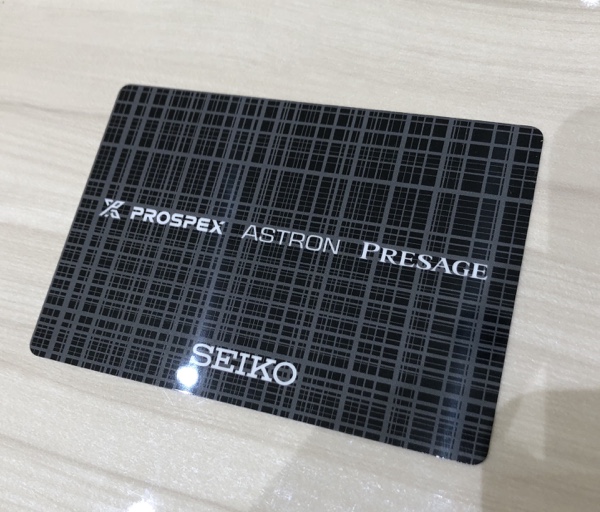 PROSPEX ASTRON PRESAGE
SEIKO